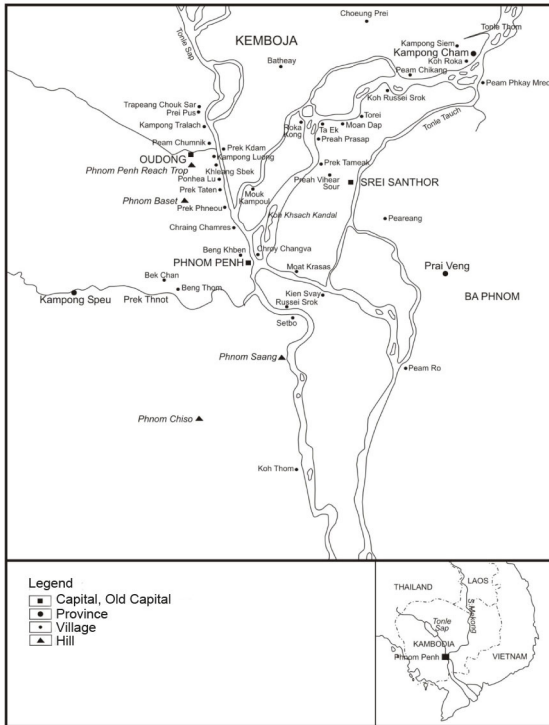 Choeung Prei
Tonle Thom
Tonle Sap
KEMBOJA
Kampong Siem
Kampong Cham
Koh Roka
Batheay
Peam Chikang
Peam Phkay Mrec
Koh Russei Srok
Trapeang Chouk Sar
Prei Pus
Kampong Tralach
Roka
Kong
Torei
Ta Ek
Moan Dap
Preah Prasap
Tonle Tauch
Peam Chumnik
Prek Kdam
OUDONG
Kampong Luong
Phnom Penh Reach Trop
Khleang Sbek
Ponhea Lu
Prek Tameak
Preah Vihear
Sour
SREI SANTHOR
Prek Taten
Mouk
Kampoul
Phnom Baset
Prek Phneou
Koh Khsach Kandal
Peareang
Chraing Chamres
Beng Khben
Chroy Changva
PHNOM PENH
Moat Krasas
Prai Veng
Bek Chan
Beng Thom
Kampong Speu
Prek Thnot
Kien Svay
Russei Srok
BA PHNOM
Setbo
Phnom Saang
Peam Ro
Phnom Chiso
Koh Thom
Legend
Capital, Old Capital
Province
Village
Hill
THAILAND
LAOS
S. Mekong
Tonle
Sap
KAMBODIA
Phnom Penh
VIETNAM